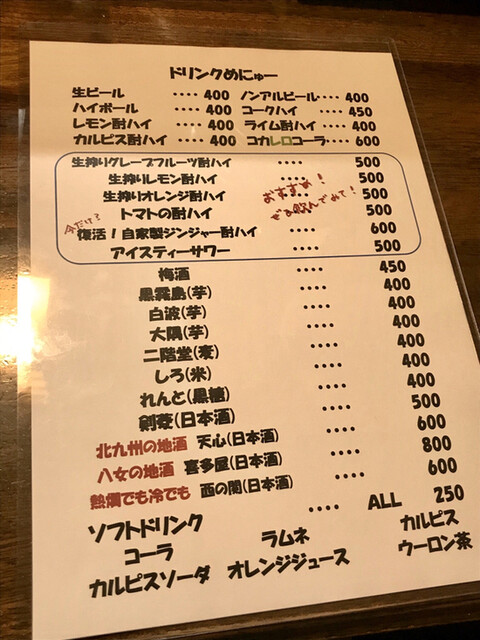 ドリンクめにゅー
生ビール ････ 400 ノンアルビール･･･ 400
ハイボール ････ 400 コークハイ ････ 450
レモン酎ハイ ････ 400 ライム酎ハイ ････ 400
カルピス酎ハイ ････ 400 コカレロコーラ････ 600
生搾りグレープフルーツ酎ハイ ････ 500
生搾りレモン酎ハイ ････ 500
生搾りオレンジ酎ハイ ････ 500
おすすめ！
ぜひ飲んでみて！
トマトの酎ハイ 500
今だけ？
復活！自家製ジンジャー酎ハイ ････ 600
アイスティーサワー ････ 500
梅酒 ････ 450
黒霧島(芋) ････ 400
白波(芋) ････ 400
大隅(芋) ････ 400
二階堂(麦) ････ 400
しろ(米) ････ 400
れんと(黒糖) ････ 400
剣菱(日本酒) ････ 500
北九州の地酒 天心(日本酒) ････ 600
八女の地酒 喜多屋(日本酒) ････ 800
熱燗でも冷でも 西の関(日本酒) ････ 600
ソフトドリンク ････ ALL 250
コーラ ラムネ カルピス
カルピスソーダ オレンジジュース ウーロン茶